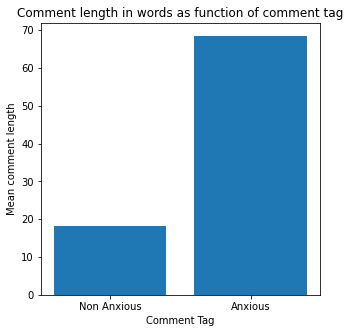 Comment length in words as function of comment tag
70
60
50
40
30
20
10
0
Mean comment length
Non Anxious
Anxious
Comment Tag